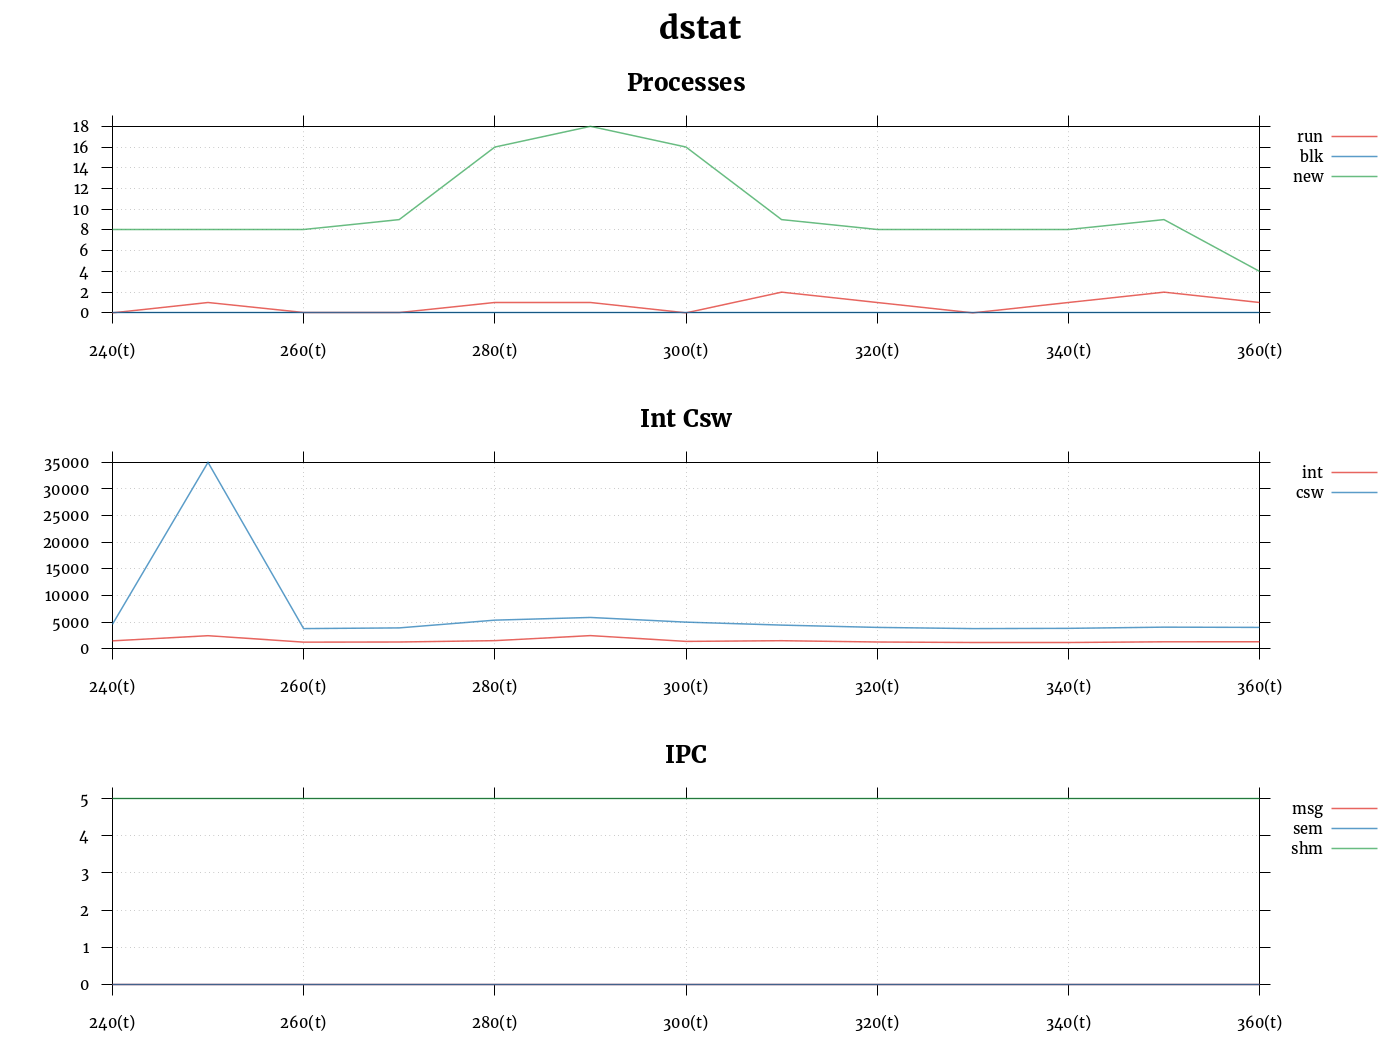 dstat
Processes
18
16
14
12
10
8
6
4
2
0
run
blk
new
240(t) 260(t) 280(t) 300(t) 320(t) 340(t) 360(t)
Int Csw
35000
30000
25000
20000
15000
10000
5000
0
int
csw
240(t) 260(t) 280(t) 300(t) 320(t) 340(t) 360(t)
IPC
5
4
3
2
1
0
msg
sem
shm
240(t) 260(t) 280(t) 300(t) 320(t) 340(t) 360(t)